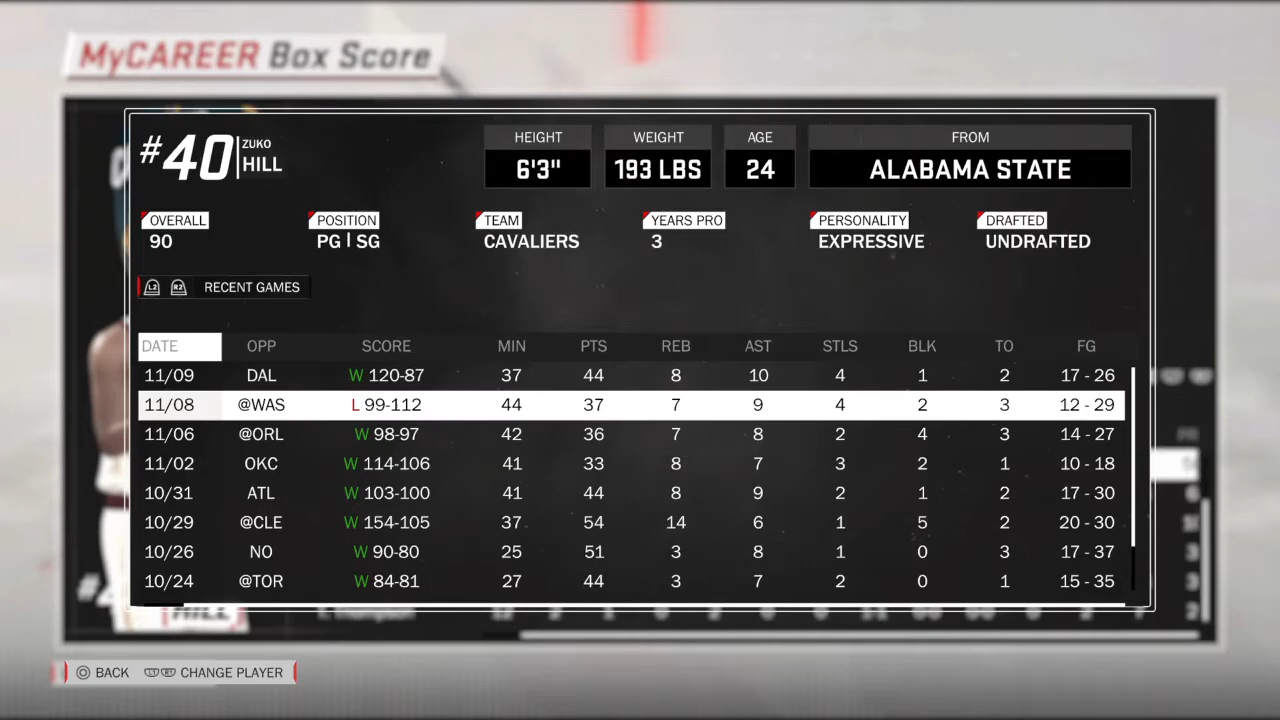 MyCAREER Box Score
#40 ZUKO HILL
HEIGHT WEIGHT AGE FROM
6'3" 193 LBS 24 ALABAMA STATE
OVERALL POSITION TEAM YEARS PRO PERSONALITY DRAFTED
90 PG | SG CAVALIERS 3 EXPRESSIVE UNDRAFTED
L2 R2 RECENT GAMES
DATE OPP SCORE MIN PTS REB AST STLS BLK TO FG
11/09 DAL W 120-87 37 44 8 10 4 1 2 17 - 26
11/08 @WAS L 99-112 44 37 7 9 4 2 3 12 - 29
11/06 @ORL W 98-97 42 36 7 8 2 4 3 14 - 27
11/02 OKC W 114-106 41 33 8 7 3 2 1 10 - 18
10/31 ATL W 103-100 41 44 8 9 2 1 2 17 - 30
10/29 @CLE W 154-105 37 54 14 6 1 5 2 20 - 30
10/26 NO W 90-80 25 51 3 8 1 0 3 17 - 37
10/24 @TOR W 84-81 27 44 3 7 2 0 1 15 - 35
HILL
BACK L1 R1 CHANGE PLAYER